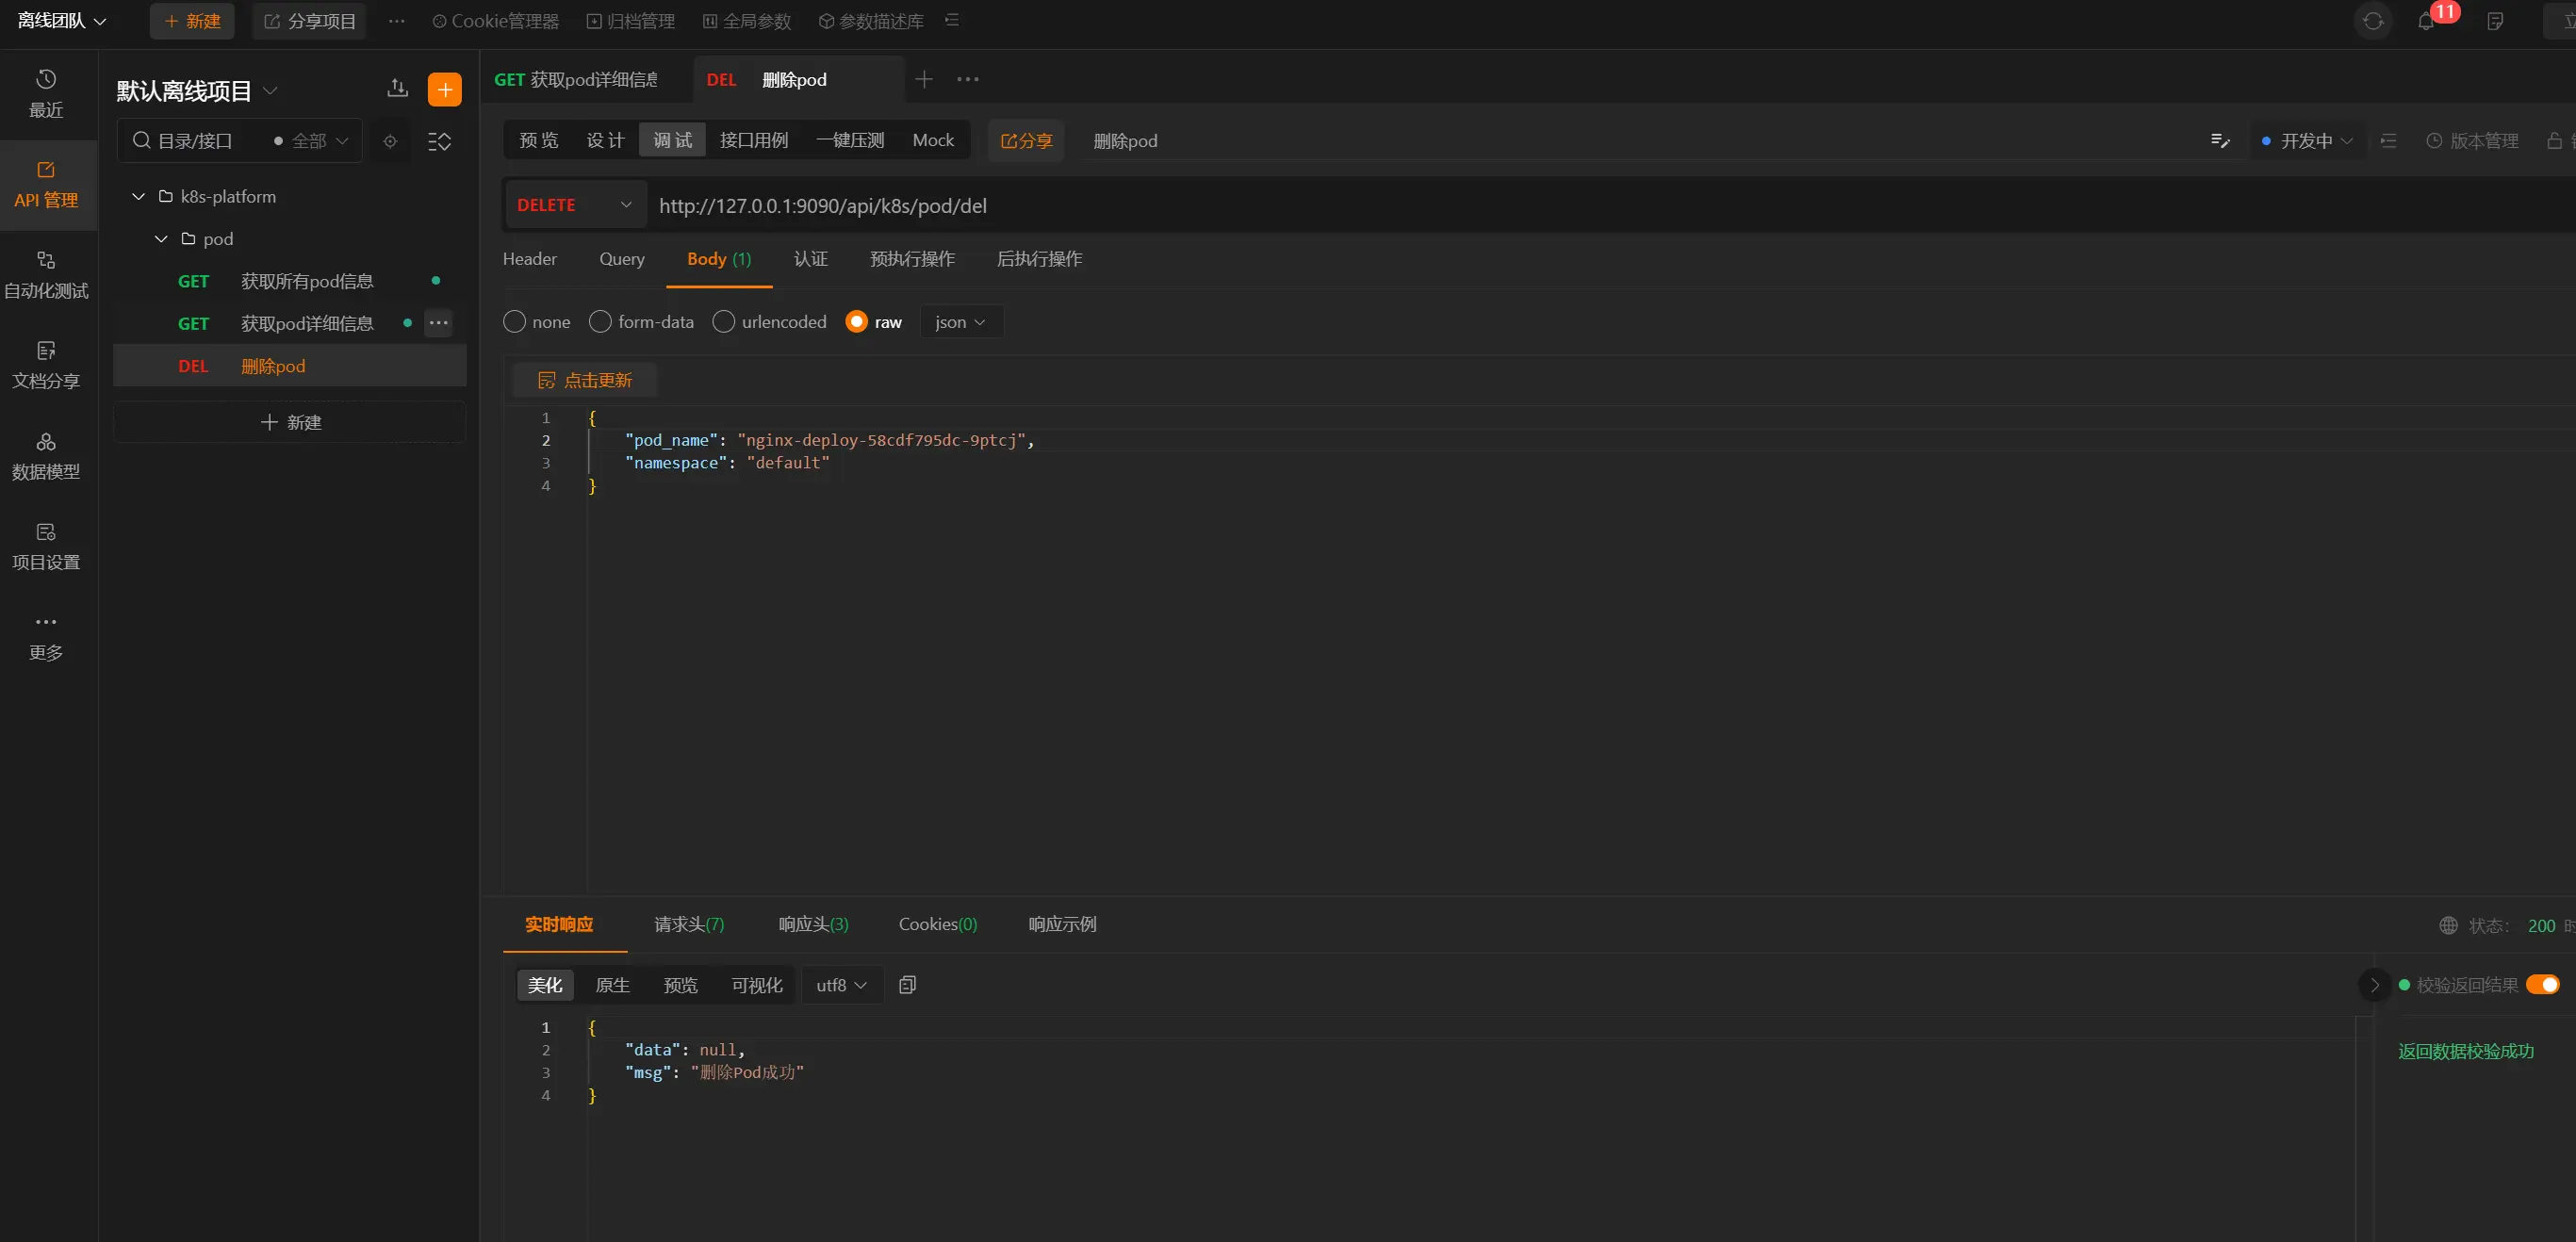 离线团队 新建 分享项目 Cookie管理器 归档管理 全局参数 参数描述库 11
最近
API 管理
自动化测试
文档分享
数据模型
项目设置
更多
默认离线项目
目录/接口 全部
k8s-platform
pod
GET 获取所有pod信息
GET 获取pod详细信息
DEL 删除pod
新建
GET 获取pod详细信息 DEL 删除pod
预览 设计 调试 接口用例 一键压测 Mock 分享 删除pod 开发中 版本管理
DELETE http://127.0.0.1:9090/api/k8s/pod/del
Header Query Body (1) 认证 预执行操作 后执行操作
none form-data urlencoded raw json
点击更新
1 {
2 "pod_name": "nginx-deploy-58cdf795dc-9ptcj",
3 "namespace": "default"
4 }
实时响应 请求头(7) 响应头(3) Cookies(0) 响应示例 状态: 200 时
美化 原生 预览 可视化 utf8 校验返回结果
1 {
2 "data": null,
3 "msg": "删除Pod成功"
4 }
返回数据校验成功